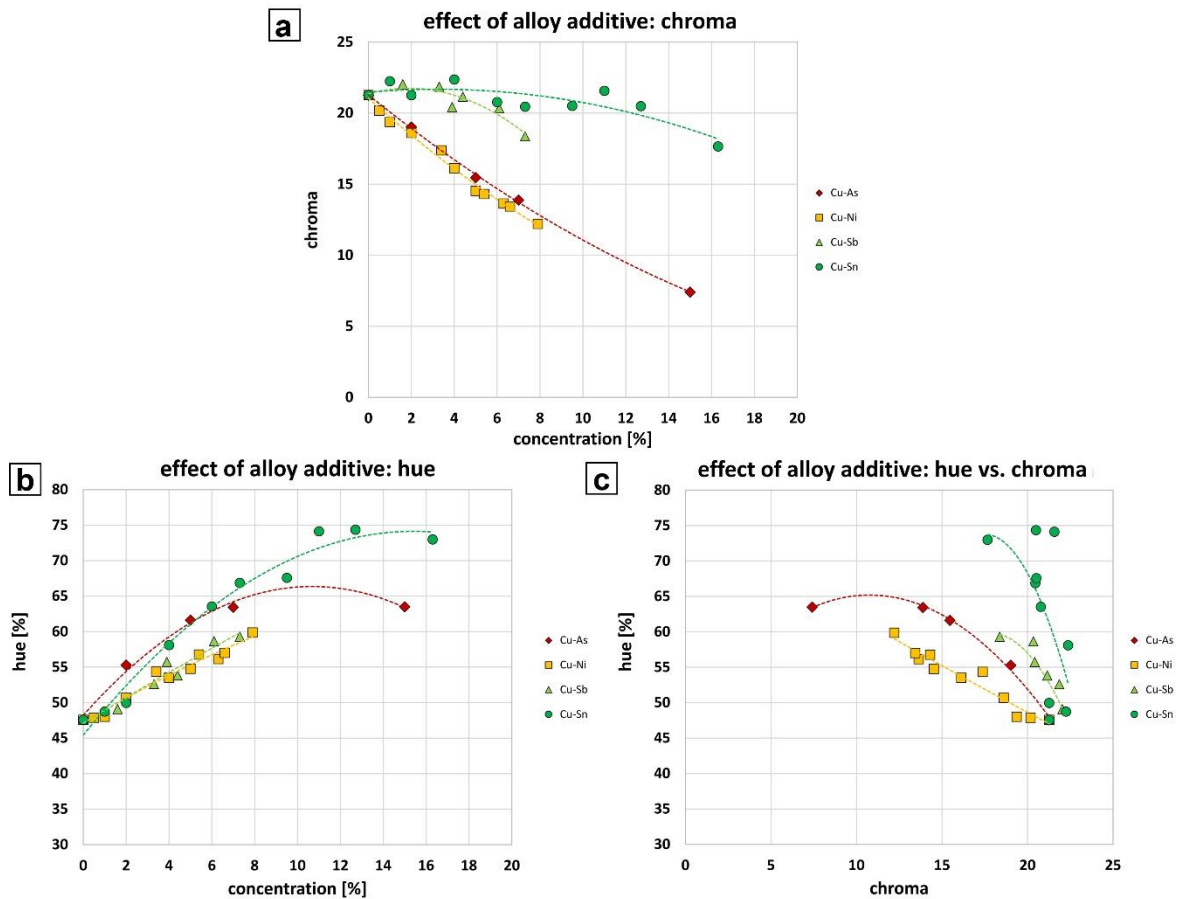 a
effect of alloy additive: chroma
25
20
15
10
5
0
chroma
0 2 4 6 8 10 12 14 16 18 20
concentration [%]
Cu-As
Cu-Ni
Cu-Sb
Cu-Sn
b
effect of alloy additive: hue
80
75
70
65
60
55
50
45
40
35
30
hue [%]
0 2 4 6 8 10 12 14 16 18 20
concentration [%]
Cu-As
Cu-Ni
Cu-Sb
Cu-Sn
c
effect of alloy additive: hue vs. chroma
80
75
70
65
60
55
50
45
40
35
30
hue [%]
0 5 10 15 20 25
chroma
Cu-As
Cu-Ni
Cu-Sb
Cu-Sn